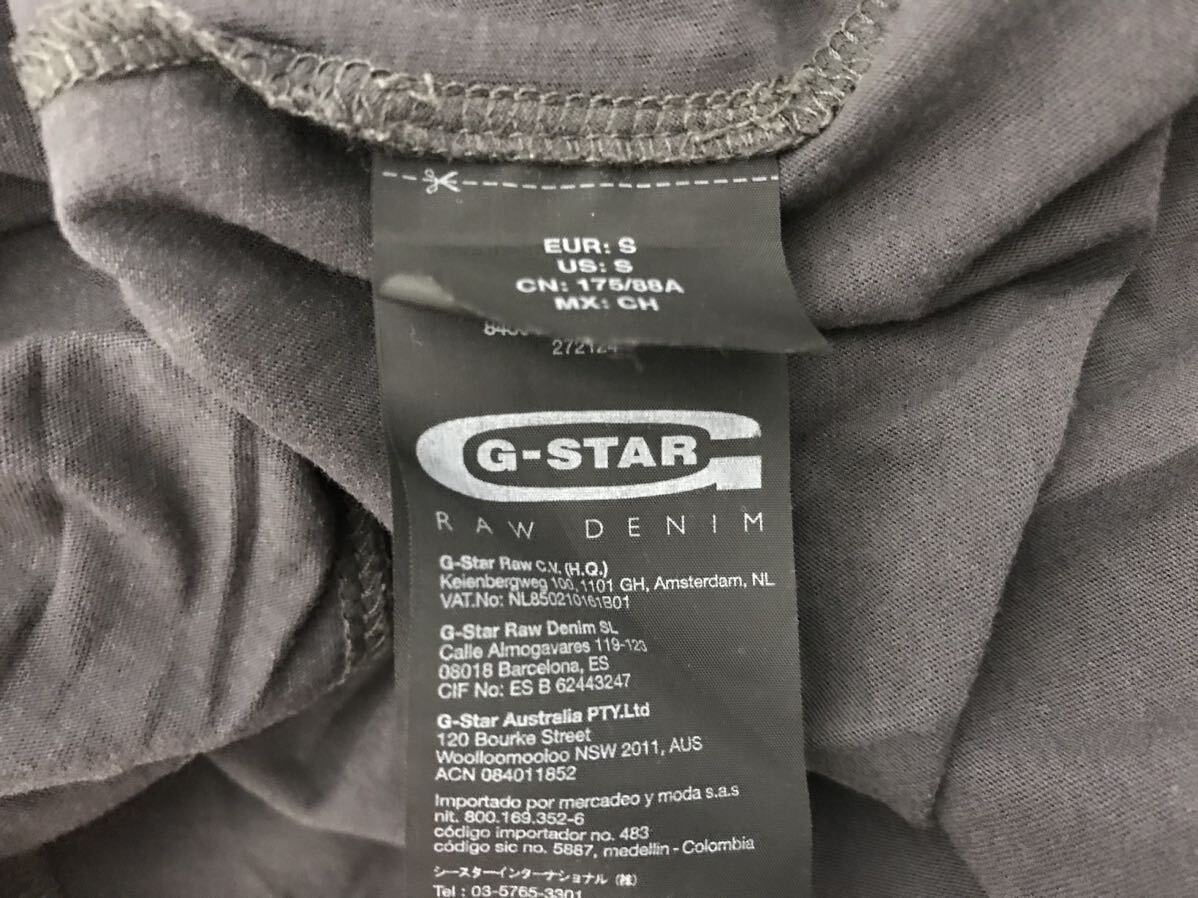 EUR: S
US: S
CN: 175/88A
MX: CH
272124
G-STAR
RAW DENIM
G-Star Raw C.V. (H.Q.)
Keienbergweg 100, 1101 GH, Amsterdam, NL
VAT.No: NL850210161B01
G-Star Raw Denim SL
Calle Almogavares 119-123
08018 Barcelona, ES
CIF No: ES B 62443247
G-Star Australia PTY.Ltd
120 Bourke Street
Woolloomooloo NSW 2011, AUS
ACN 084011852
Importado por mercadeo y moda s.a.s
nit. 800.169.352-6
código importador no. 483
código sic no. 5887, medellin - Colombia
シースターインターナショナル (株)
Tel : 03-5765-3301